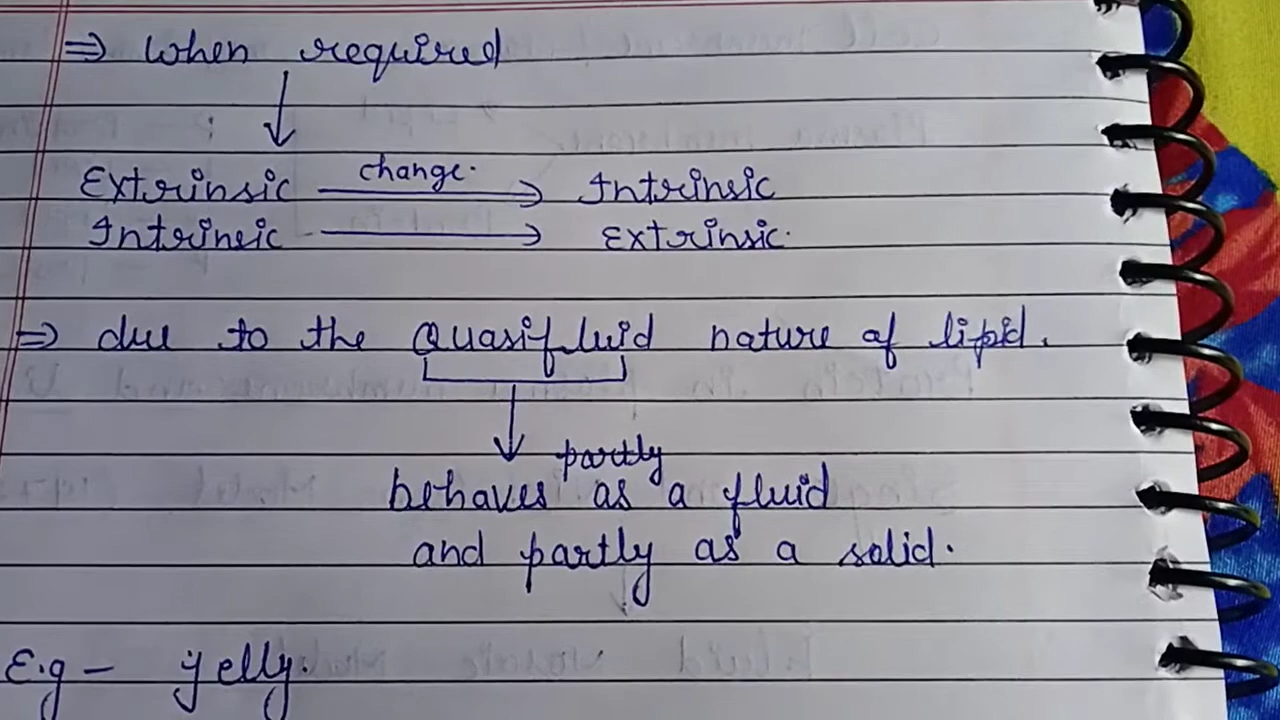 ⇒ When required
↓
Extrinsic change. → Intrinsic
Intrinsic → Extrinsic.
⇒ due to the Quasifluid nature of lipid.
↓
partly
behaves as a fluid
and partly as a solid.
E.g - jelly.